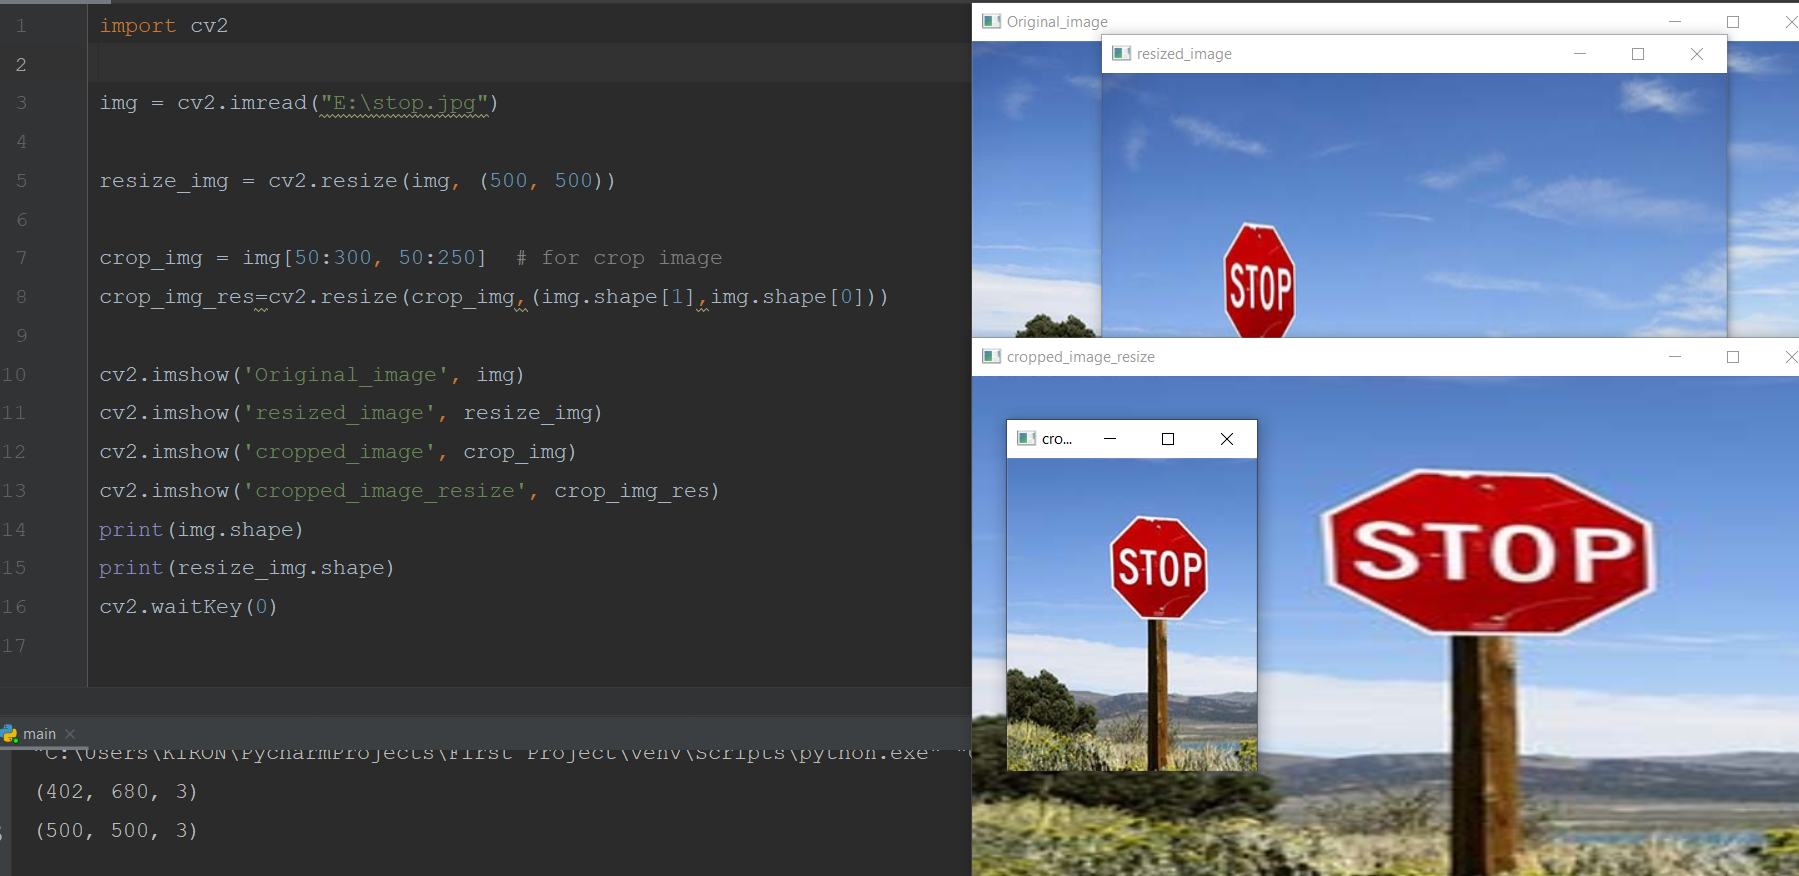 1 import cv2
2
3 img = cv2.imread("E:\stop.jpg")
4
5 resize_img = cv2.resize(img, (500, 500))
6
7 crop_img = img[50:300, 50:250]  # for crop image
8 crop_img_res=cv2.resize(crop_img,(img.shape[1],img.shape[0]))
9
10 cv2.imshow('Original_image', img)
11 cv2.imshow('resized_image', resize_img)
12 cv2.imshow('cropped_image', crop_img)
13 cv2.imshow('cropped_image_resize', crop_img_res)
14 print(img.shape)
15 print(resize_img.shape)
16 cv2.waitKey(0)
17
main
"C:\Users\KIRON\PycharmProjects\First Project\venv\Scripts\python.exe"
(402, 680, 3)
(500, 500, 3)
Original_image
resized_image
STOP
cropped_image_resize
cro...
STOP
STOP